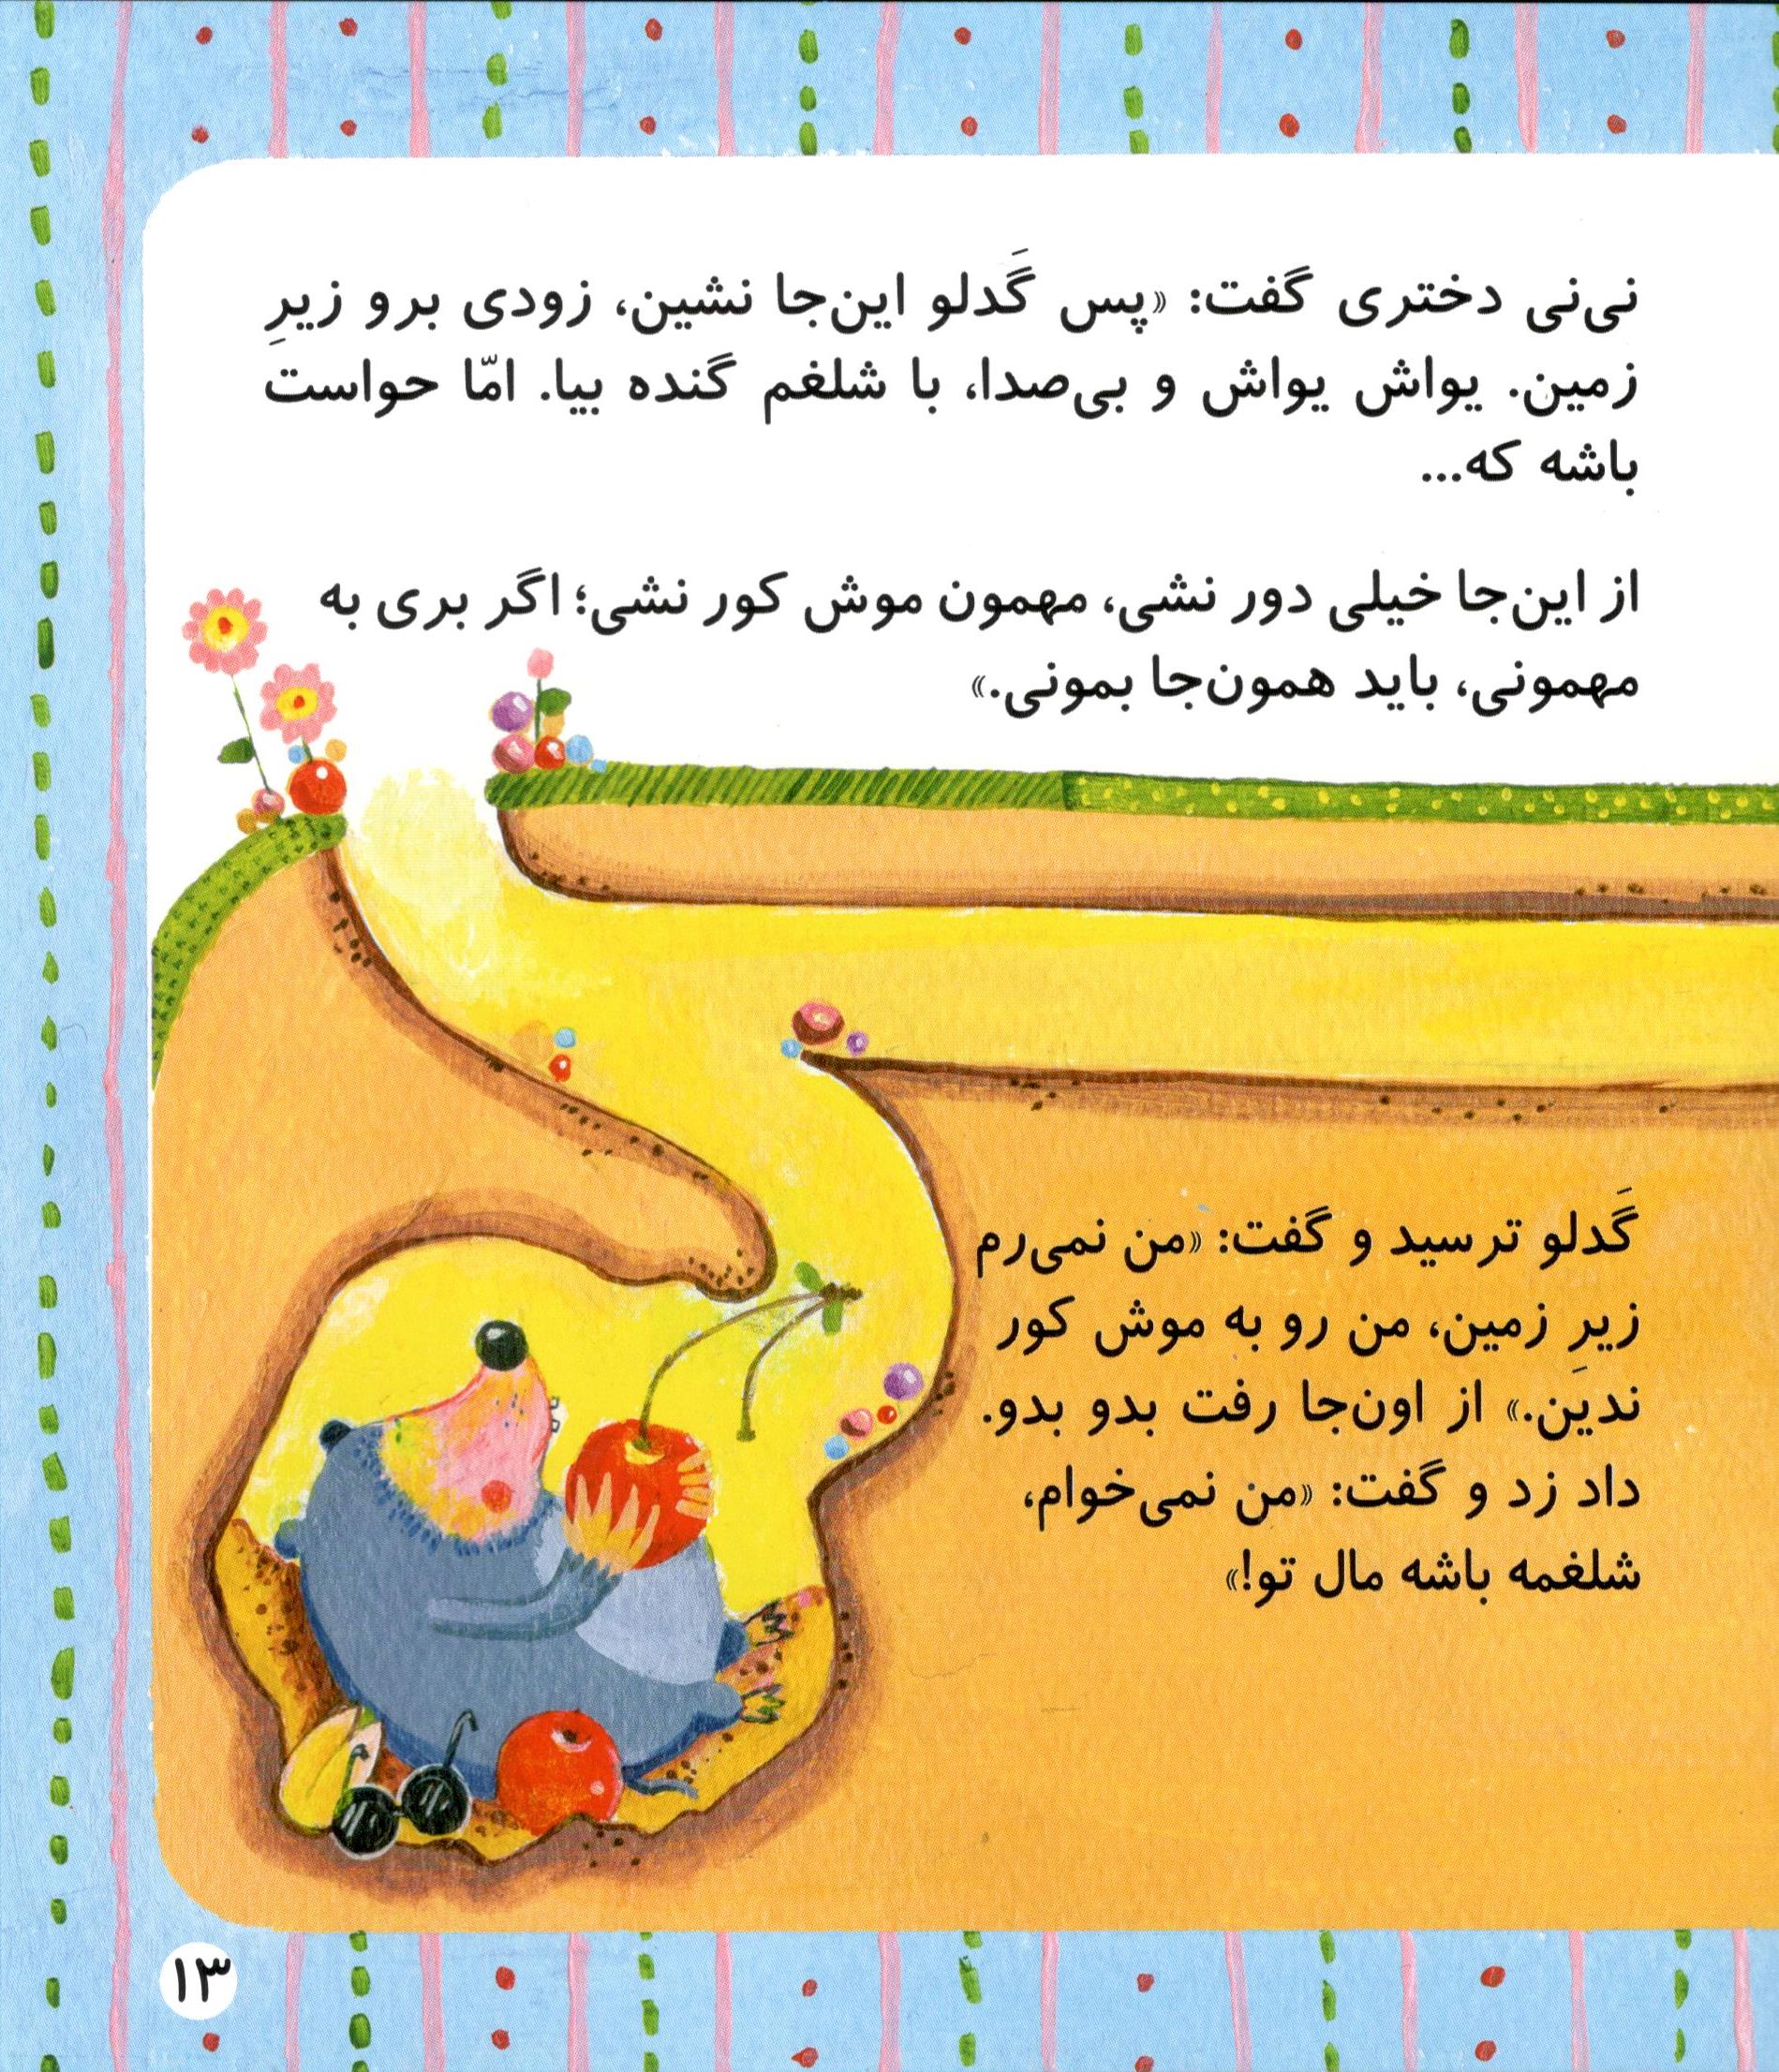 نی‌نی دختری گفت: «پس گَدلو این‌جا نشین، زودی برو زیرِ
زمین. یواش یواش و بی‌صدا، با شلغم گنده بیا. امّا حواست
باشه که...
از این‌جا خیلی دور نشی، مهمون موش کور نشی؛ اگر بری به
مهمونی، باید همون‌جا بمونی.»
گَدلو ترسید و گفت: «من نمی‌رم
زیرِ زمین، من رو به موش کور
ندین.» از اون‌جا رفت بدو بدو.
داد زد و گفت: «من نمی‌خوام،
شلغمه باشه مال تو!»
۱۳